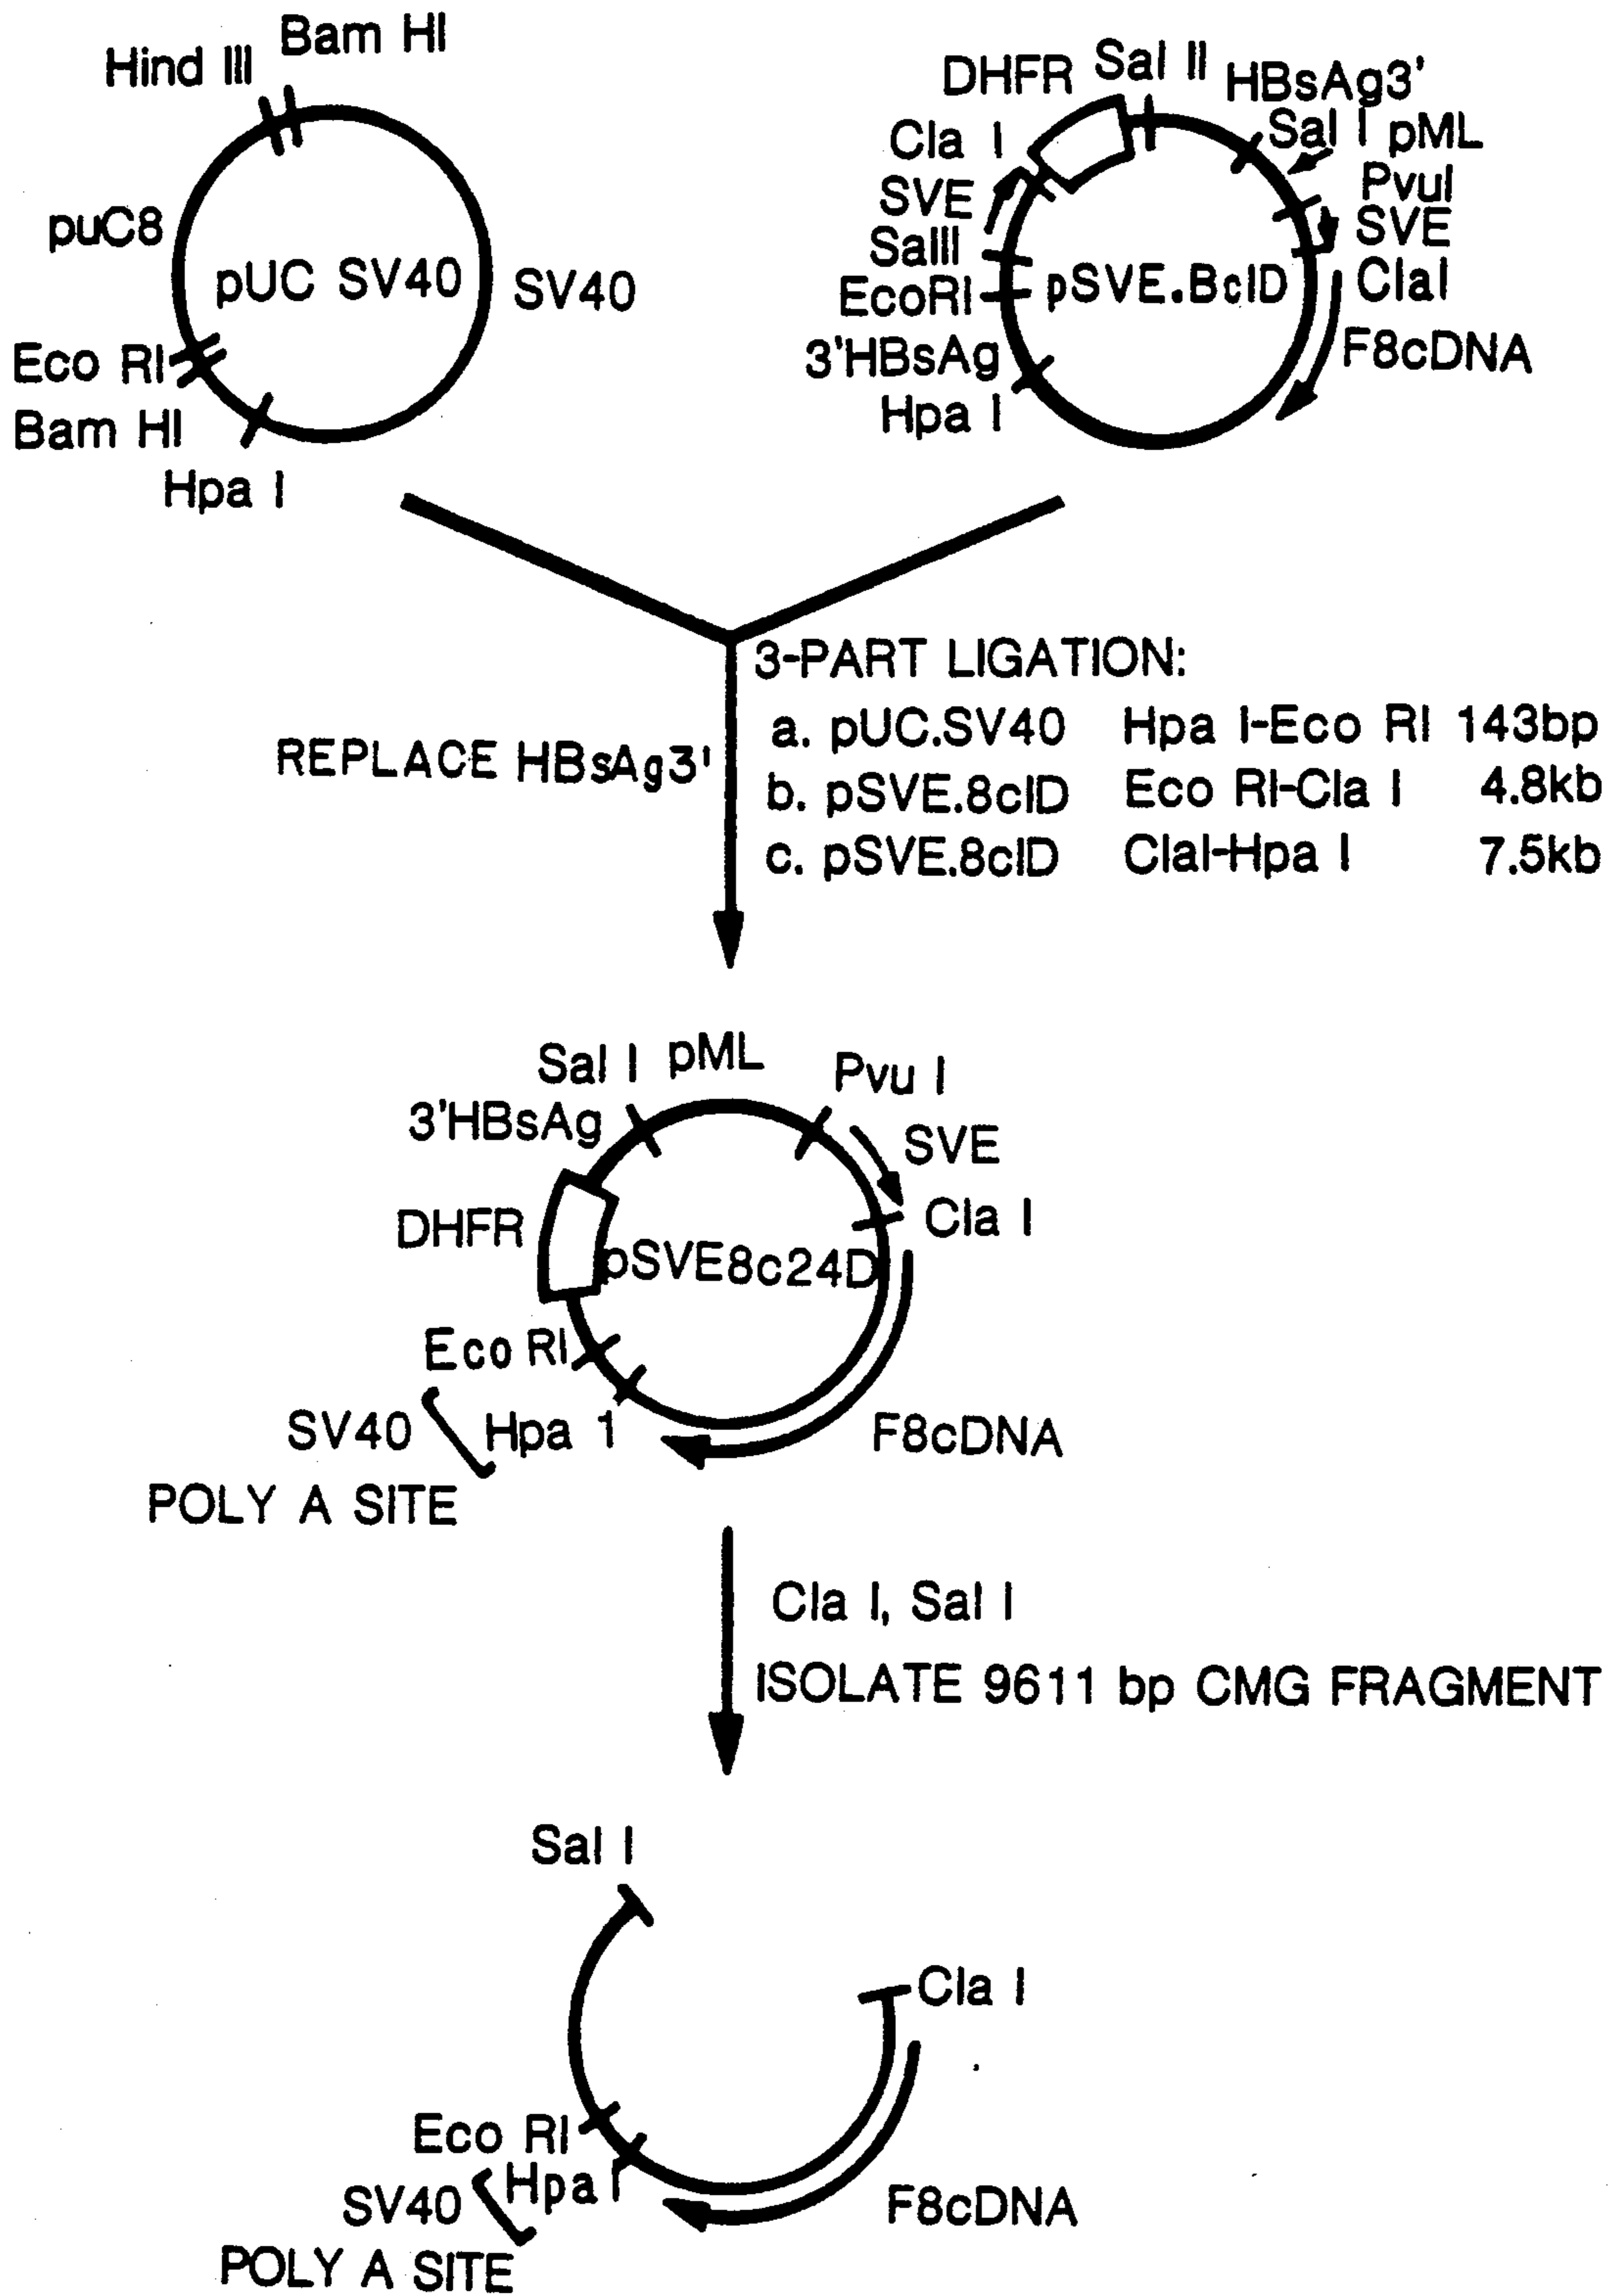 Hind III
Bam HI
puC8
pUC SV40
SV40
Eco RI
Bam HI
Hpa I
DHFR
Sal II
HBsAg3'
Cla I
Sal I
pML
SVE
PvuI
SVE
SaIII
EcoRI
pSVE.BcID
ClaI
3'HBsAg
F8cDNA
Hpa I
3-PART LIGATION:
REPLACE HBsAg3'
a. pUC.SV40 Hpa I-Eco RI 143bp
b. pSVE.8cID Eco RI-Cla I 4.8kb
c. pSVE.8cID ClaI-Hpa I 7.5kb
Sal I
pML
Pvu I
3'HBsAg
SVE
DHFR
Cla I
pSVE8c24D
Eco RI
SV40
Hpa 1
F8cDNA
POLY A SITE
Cla I, Sal I
ISOLATE 9611 bp CMG FRAGMENT
Sal I
Cla I
Eco RI
Hpa I
SV40
F8cDNA
POLY A SITE